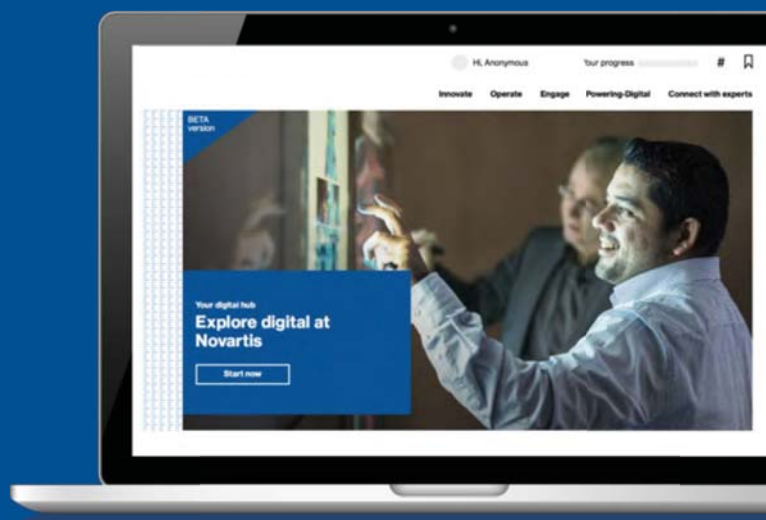 Hi, Anonymous
Your progress
#
Innovate Operate Engage Powering-Digital Connect with experts
BETA
version
Your digital hub
Explore digital at
Novartis
Start now